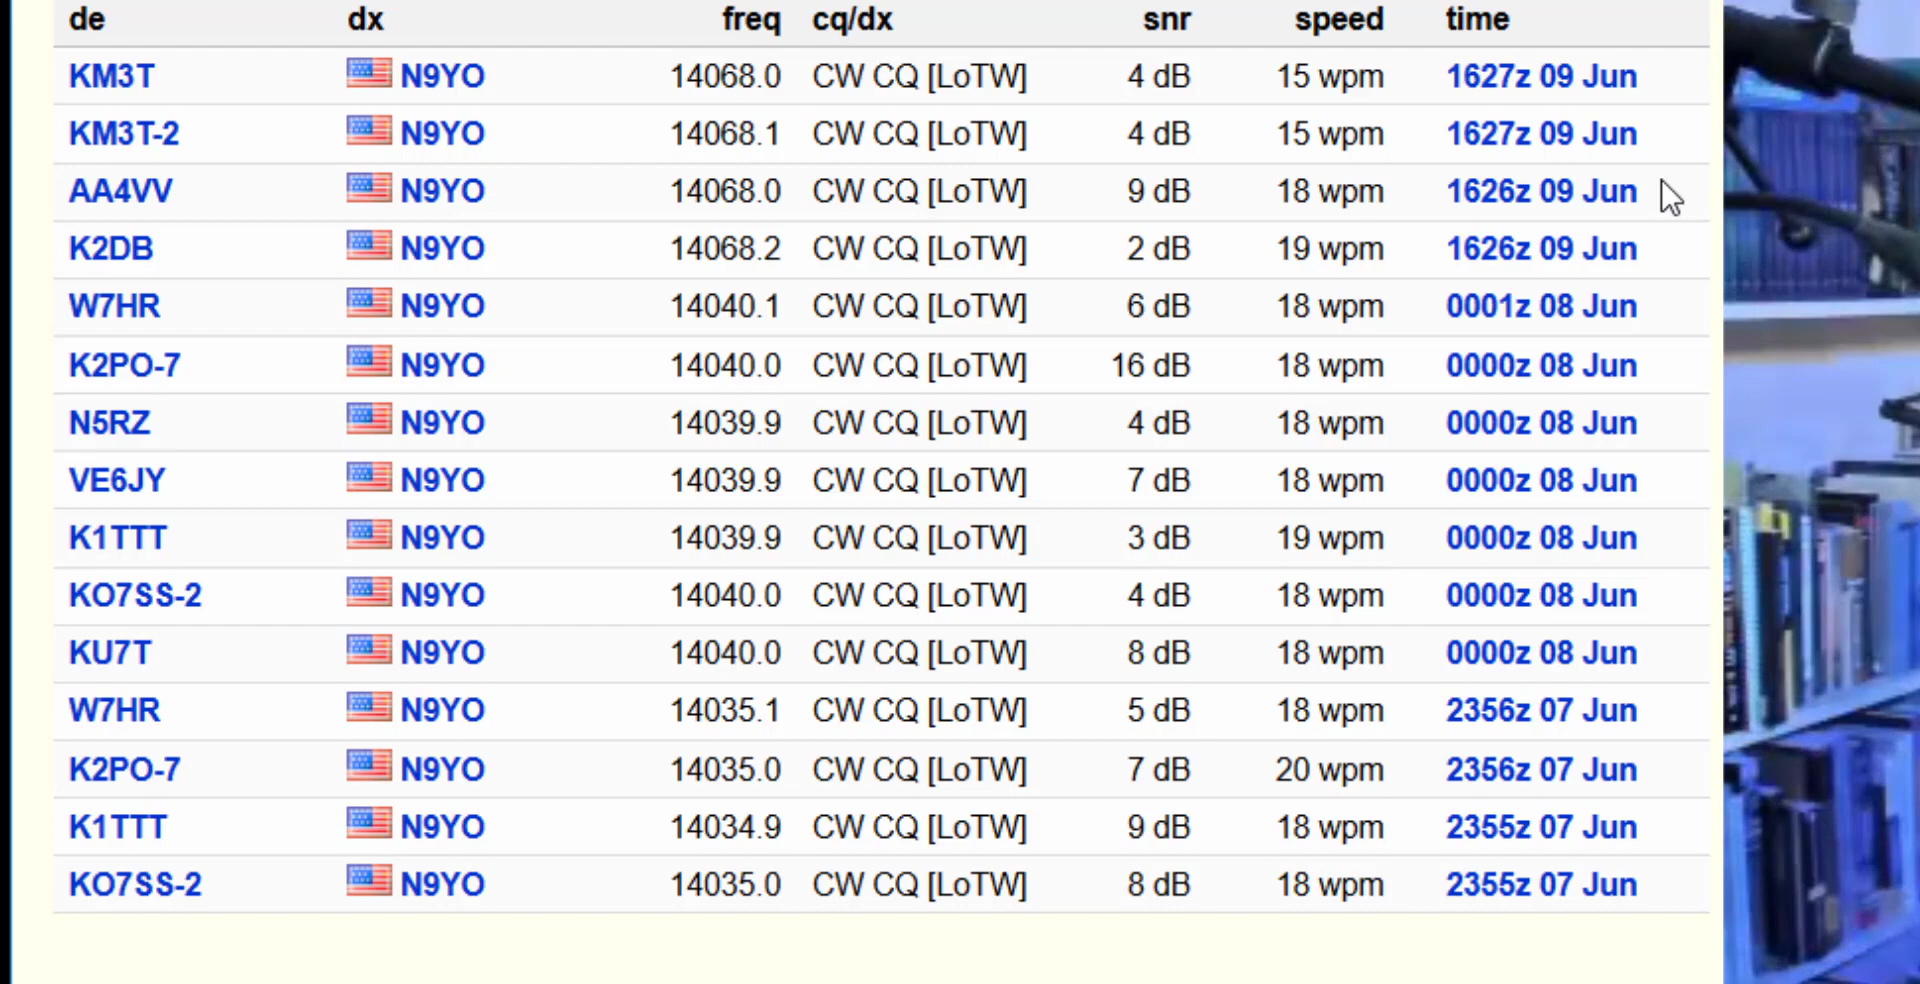 de dx freq cq/dx snr speed time
KM3T N9YO 14068.0 CW CQ [LoTW] 4 dB 15 wpm 1627z 09 Jun
KM3T-2 N9YO 14068.1 CW CQ [LoTW] 4 dB 15 wpm 1627z 09 Jun
AA4VV N9YO 14068.0 CW CQ [LoTW] 9 dB 18 wpm 1626z 09 Jun
K2DB N9YO 14068.2 CW CQ [LoTW] 2 dB 19 wpm 1626z 09 Jun
W7HR N9YO 14040.1 CW CQ [LoTW] 6 dB 18 wpm 0001z 08 Jun
K2PO-7 N9YO 14040.0 CW CQ [LoTW] 16 dB 18 wpm 0000z 08 Jun
N5RZ N9YO 14039.9 CW CQ [LoTW] 4 dB 18 wpm 0000z 08 Jun
VE6JY N9YO 14039.9 CW CQ [LoTW] 7 dB 18 wpm 0000z 08 Jun
K1TTT N9YO 14039.9 CW CQ [LoTW] 3 dB 19 wpm 0000z 08 Jun
KO7SS-2 N9YO 14040.0 CW CQ [LoTW] 4 dB 18 wpm 0000z 08 Jun
KU7T N9YO 14040.0 CW CQ [LoTW] 8 dB 18 wpm 0000z 08 Jun
W7HR N9YO 14035.1 CW CQ [LoTW] 5 dB 18 wpm 2356z 07 Jun
K2PO-7 N9YO 14035.0 CW CQ [LoTW] 7 dB 20 wpm 2356z 07 Jun
K1TTT N9YO 14034.9 CW CQ [LoTW] 9 dB 18 wpm 2355z 07 Jun
KO7SS-2 N9YO 14035.0 CW CQ [LoTW] 8 dB 18 wpm 2355z 07 Jun